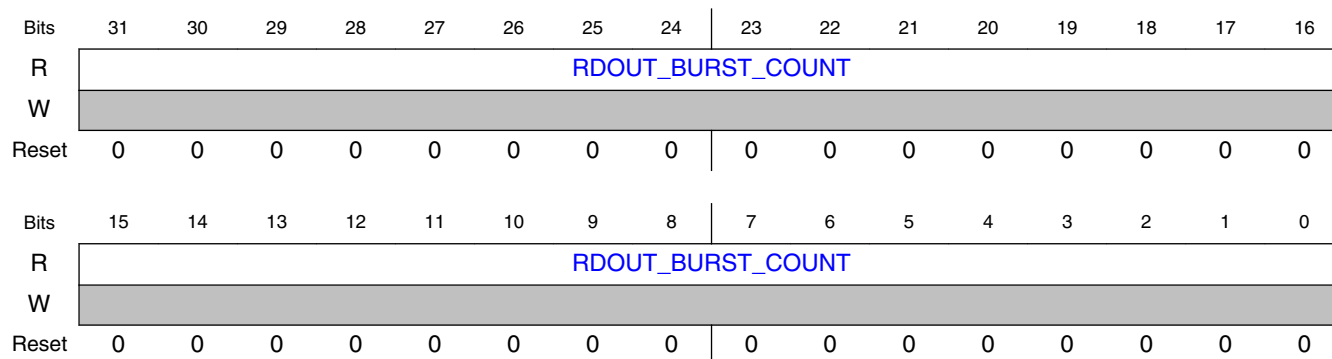 Bits 31 30 29 28 27 26 25 24 23 22 21 20 19 18 17 16
R RDOUT_BURST_COUNT
W
Reset 0 0 0 0 0 0 0 0 0 0 0 0 0 0 0 0
Bits 15 14 13 12 11 10 9 8 7 6 5 4 3 2 1 0
R RDOUT_BURST_COUNT
W
Reset 0 0 0 0 0 0 0 0 0 0 0 0 0 0 0 0